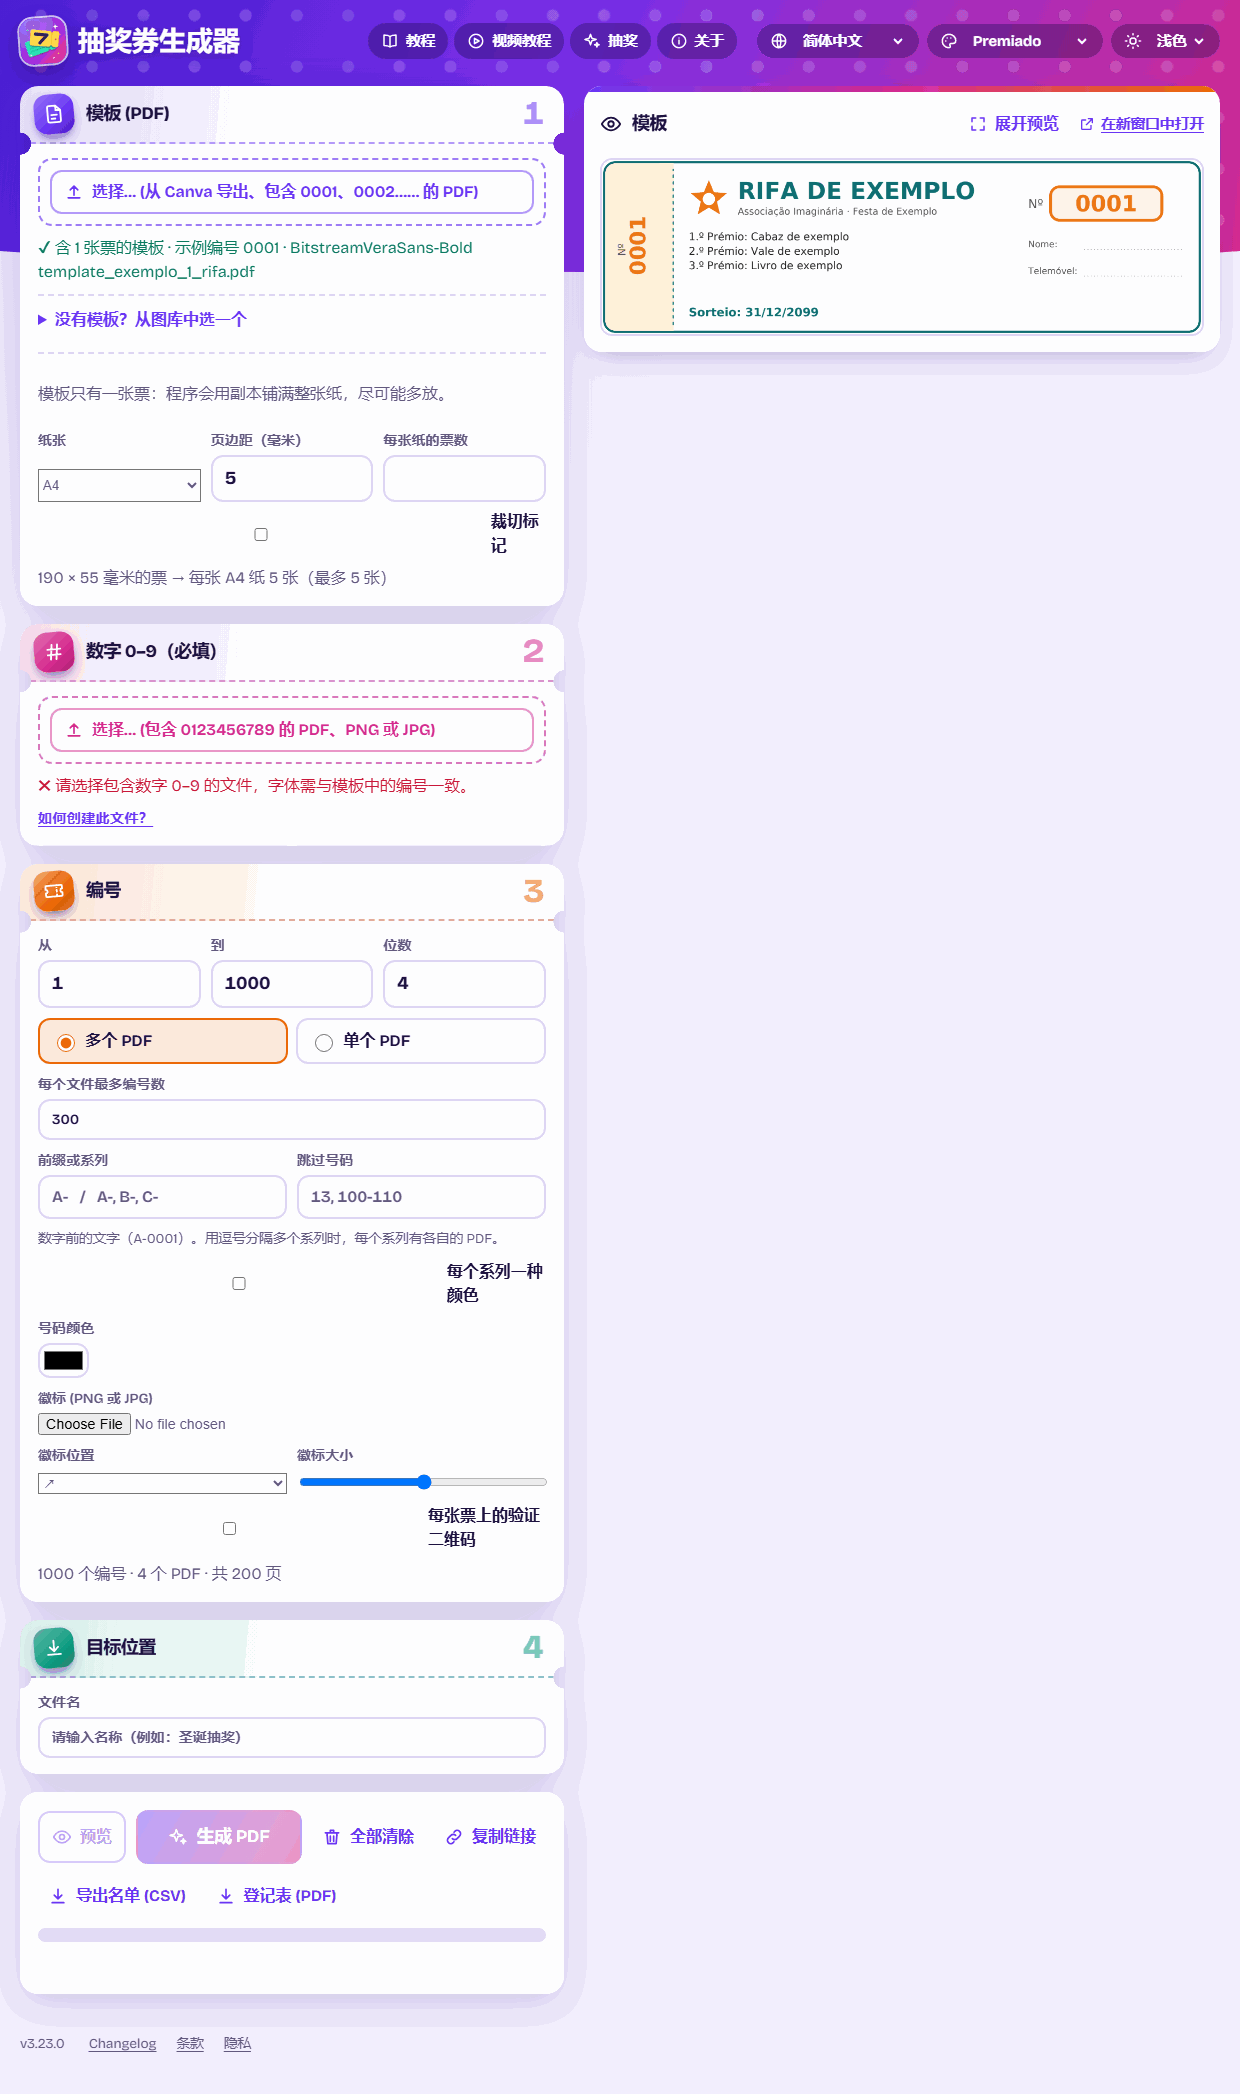 抽奖券生成器
教程
视频教程
抽奖
关于
简体中文
Premiado
浅色
模板 (PDF)
1
选择... (从 Canva 导出、包含 0001、0002…… 的 PDF)
✓ 含 1 张票的模板 · 示例编号 0001 · BitstreamVeraSans-Bold
template_exemplo_1_rifa.pdf
▶ 没有模板？从图库中选一个
模板只有一张票：程序会用副本铺满整张纸，尽可能多放。
纸张
页边距（毫米）
每张纸的票数
A4
5
裁切标记
190 × 55 毫米的票 → 每张 A4 纸 5 张（最多 5 张）
数字 0–9（必填）
2
选择... (包含 0123456789 的 PDF、PNG 或 JPG)
✕ 请选择包含数字 0–9 的文件，字体需与模板中的编号一致。
如何创建此文件？
编号
3
从
到
位数
1
1000
4
多个 PDF
单个 PDF
每个文件最多编号数
300
前缀或系列
跳过号码
A-  /  A-, B-, C-
13, 100-110
数字前的文字（A-0001）。用逗号分隔多个系列时，每个系列有各自的 PDF。
每个系列一种颜色
号码颜色
徽标 (PNG 或 JPG)
Choose File No file chosen
徽标位置
徽标大小
↗
每张票上的验证二维码
1000 个编号 · 4 个 PDF · 共 200 页
目标位置
4
文件名
请输入名称（例如：圣诞抽奖）
预览
生成 PDF
全部清除
复制链接
导出名单 (CSV)
登记表 (PDF)
v3.23.0
Changelog
条款
隐私
模板
展开预览
在新窗口中打开
Nº
0001
RIFA DE EXEMPLO
Associação Imaginária · Festa de Exemplo
1.º Prémio: Cabaz de exemplo
2.º Prémio: Vale de exemplo
3.º Prémio: Livro de exemplo
Sorteio: 31/12/2099
Nº
0001
Nome:
Telemóvel: